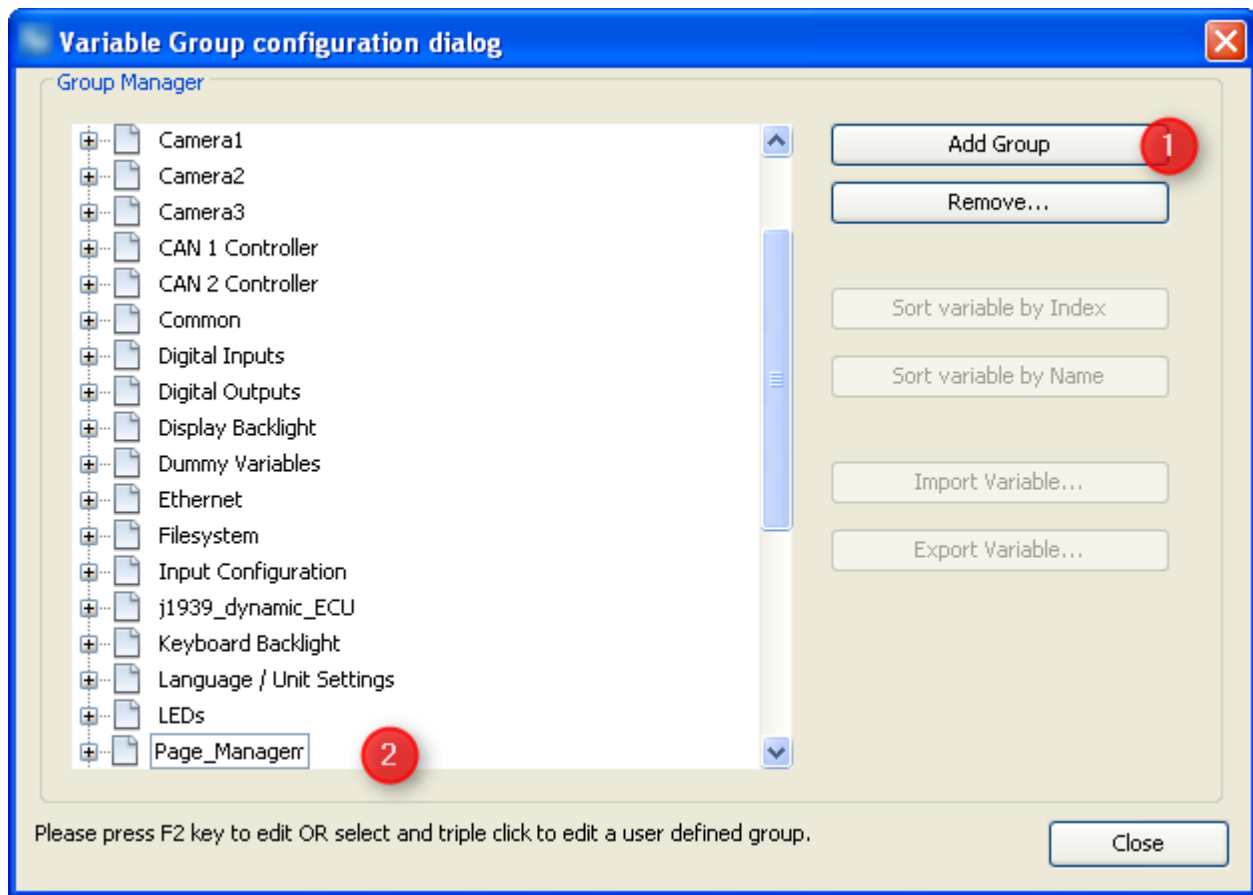 Variable Group configuration dialog
Group Manager
Camera1
Camera2
Camera3
CAN 1 Controller
CAN 2 Controller
Common
Digital Inputs
Digital Outputs
Display Backlight
Dummy Variables
Ethernet
Filesystem
Input Configuration
j1939_dynamic_ECU
Keyboard Backlight
Language / Unit Settings
LEDs
Page_Managem
2
Add Group
1
Remove...
Sort variable by Index
Sort variable by Name
Import Variable...
Export Variable...
Please press F2 key to edit OR select and triple click to edit a user defined group.
Close